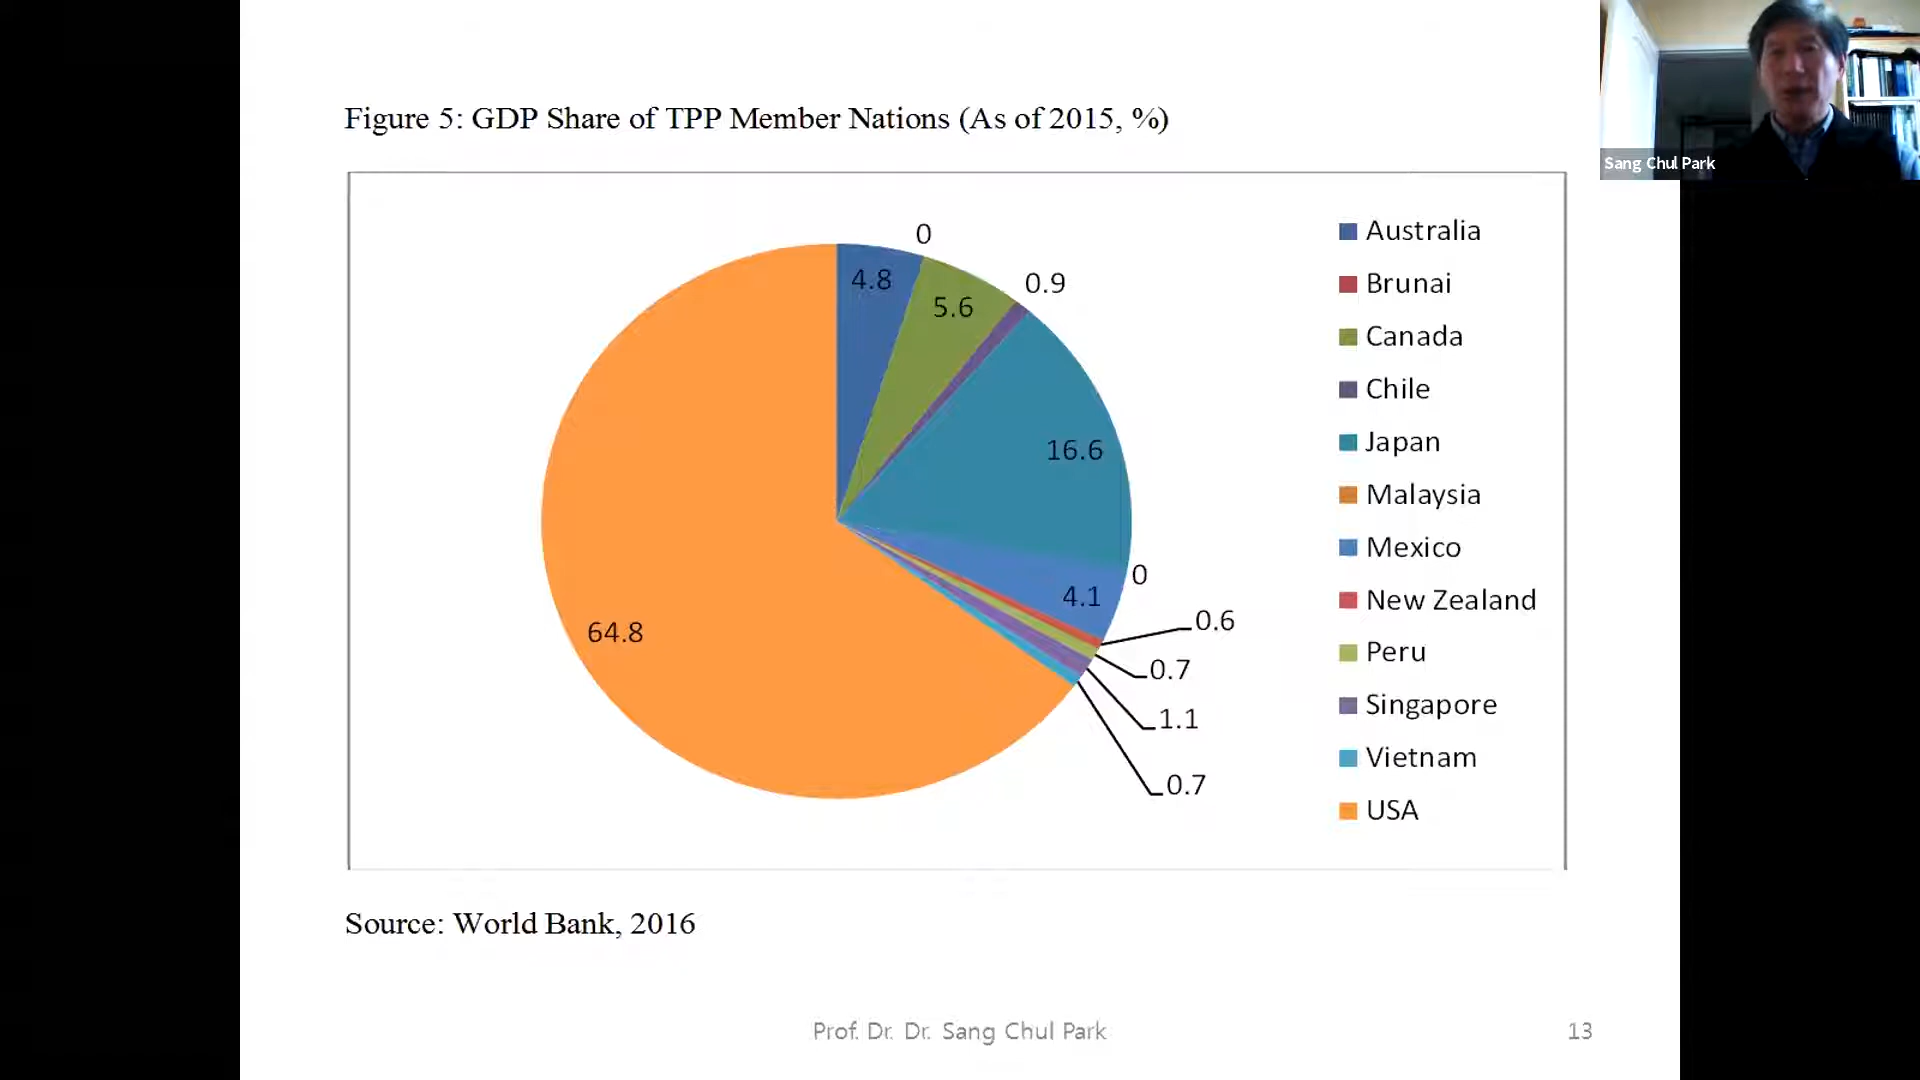 Sang Chul Park
Figure 5: GDP Share of TPP Member Nations (As of 2015, %)
0
4.8
5.6
0.9
16.6
0
4.1
0.6
0.7
1.1
0.7
64.8
Australia
Brunai
Canada
Chile
Japan
Malaysia
Mexico
New Zealand
Peru
Singapore
Vietnam
USA
Source: World Bank, 2016
Prof. Dr. Dr. Sang Chul Park
13